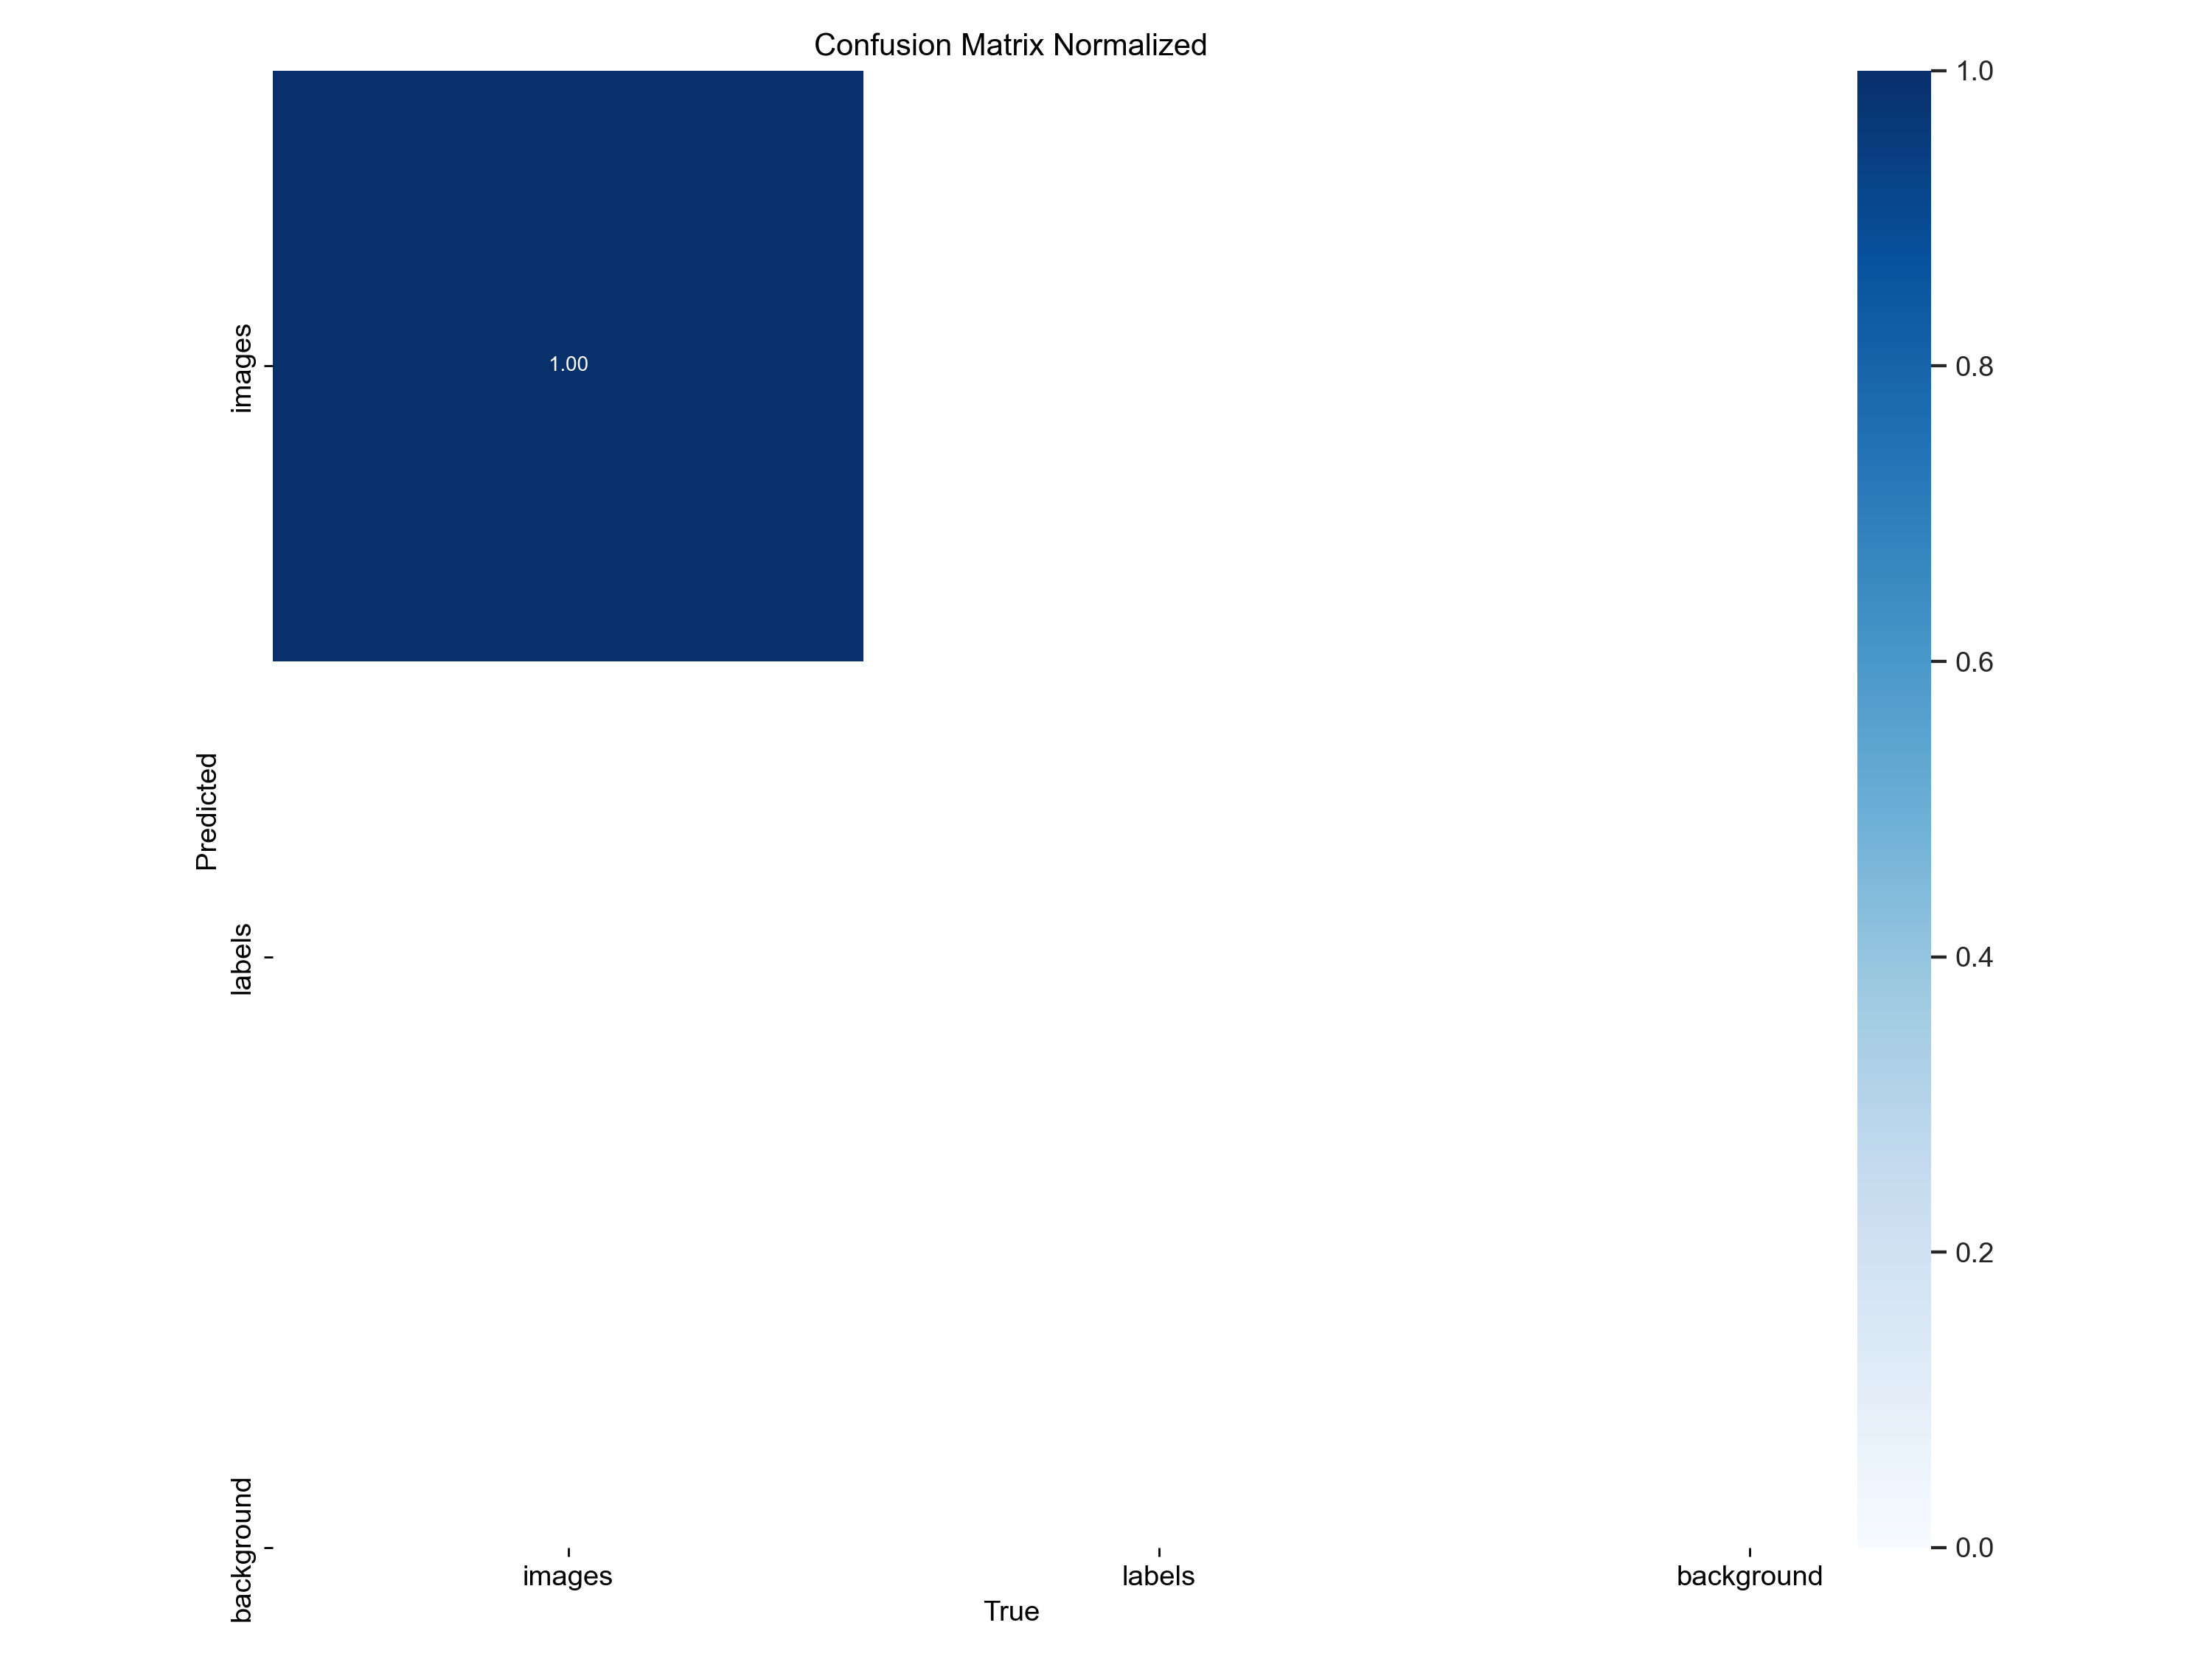 Confusion Matrix Normalized
1.0
images
1.00
0.8
0.6
Predicted
labels
0.4
0.2
background
0.0
images
labels
background
True